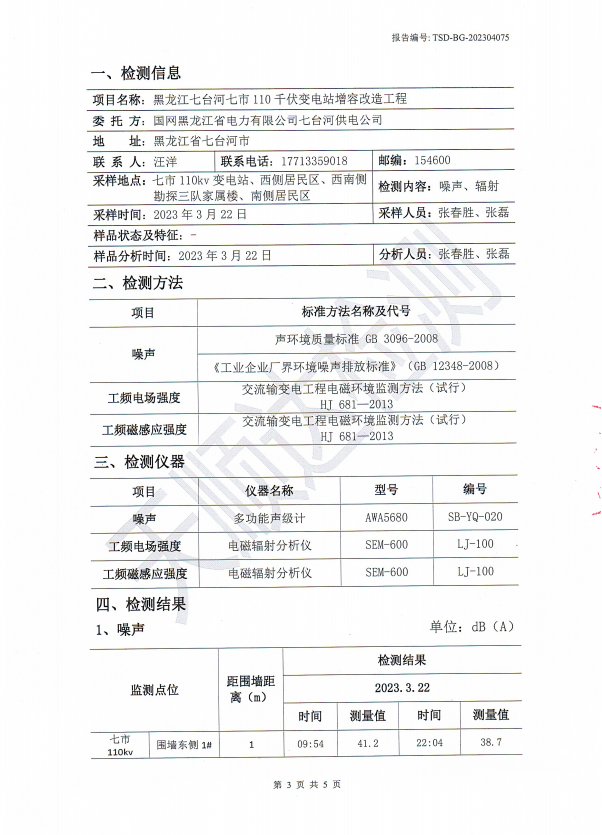 报告编号: TSD-BG-202304075
一、检测信息
项目名称：黑龙江七台河七市 110 千伏变电站增容改造工程
委 托 方：国网黑龙江省电力有限公司七台河供电公司
地 址：黑龙江省七台河市
联 系 人：汪洋 联系电话：17713359018 邮编：154600
采样地点：七市 110kv 变电站、西侧居民区、西南侧
勘探三队家属楼、南侧居民区
检测内容：噪声、辐射
采样时间：2023 年 3 月 22 日 采样人员：张春胜、张磊
样品状态及特征：-
样品分析时间：2023 年 3 月 22 日 分析人员：张春胜、张磊
二、检测方法
项目 标准方法名称及代号
噪声
声环境质量标准 GB 3096-2008
《工业企业厂界环境噪声排放标准》（GB 12348-2008）
工频电场强度
交流输变电工程电磁环境监测方法（试行）
HJ 681—2013
工频磁感应强度
交流输变电工程电磁环境监测方法（试行）
HJ 681—2013
三、检测仪器
项目 仪器名称 型号 编号
噪声 多功能声级计 AWA5680 SB-YQ-020
工频电场强度 电磁辐射分析仪 SEM-600 LJ-100
工频磁感应强度 电磁辐射分析仪 SEM-600 LJ-100
四、检测结果
1、噪声 单位：dB（A）
监测点位
距围墙距
离（m）
检测结果
2023.3.22
时间 测量值 时间 测量值
七市
110kv
围墙东侧 1# 1 09:54 41.2 22:04 38.7
第 3 页 共 5 页
天顺达检测